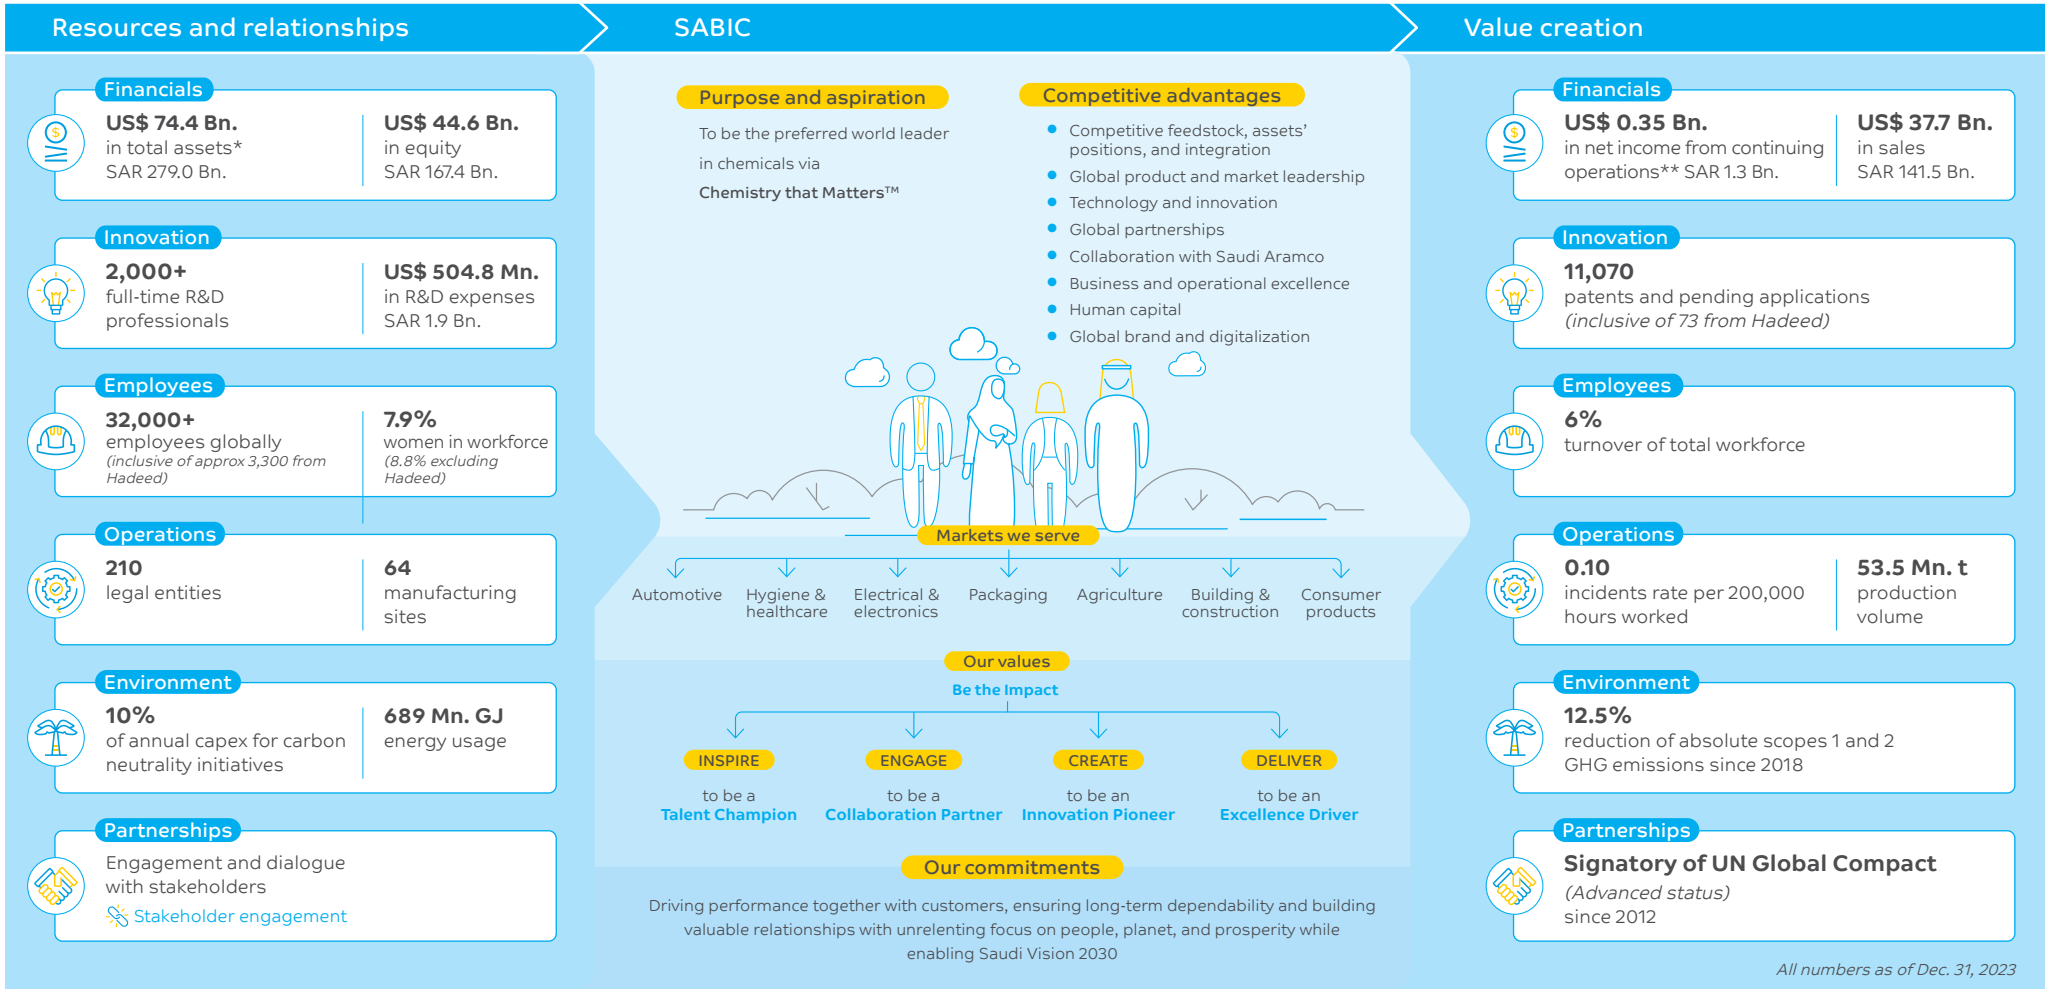 Resources and relationships
SABIC
Value creation
Financials
US$ 74.4 Bn.
in total assets*
SAR 279.0 Bn.
US$ 44.6 Bn.
in equity
SAR 167.4 Bn.
Innovation
2,000+
full-time R&D
professionals
US$ 504.8 Mn.
in R&D expenses
SAR 1.9 Bn.
Employees
32,000+
employees globally
(inclusive of approx 3,300 from
Hadeed)
7.9%
women in workforce
(8.8% excluding
Hadeed)
Operations
210
legal entities
64
manufacturing
sites
Environment
10%
of annual capex for carbon
neutrality initiatives
689 Mn. GJ
energy usage
Partnerships
Engagement and dialogue
with stakeholders
Stakeholder engagement
Purpose and aspiration
To be the preferred world leader
in chemicals via
Chemistry that Matters™
Competitive advantages
• Competitive feedstock, assets'
positions, and integration
• Global product and market leadership
• Technology and innovation
• Global partnerships
• Collaboration with Saudi Aramco
• Business and operational excellence
• Human capital
• Global brand and digitalization
Markets we serve
Automotive
Hygiene &
healthcare
Electrical &
electronics
Packaging
Agriculture
Building &
construction
Consumer
products
Our values
Be the Impact
INSPIRE
to be a
Talent Champion
ENGAGE
to be a
Collaboration Partner
CREATE
to be an
Innovation Pioneer
DELIVER
to be an
Excellence Driver
Our commitments
Driving performance together with customers, ensuring long-term dependability and building
valuable relationships with unrelenting focus on people, planet, and prosperity while
enabling Saudi Vision 2030
Financials
US$ 0.35 Bn.
in net income from continuing
operations** SAR 1.3 Bn.
US$ 37.7 Bn.
in sales
SAR 141.5 Bn.
Innovation
11,070
patents and pending applications
(inclusive of 73 from Hadeed)
Employees
6%
turnover of total workforce
Operations
0.10
incidents rate per 200,000
hours worked
53.5 Mn. t
production
volume
Environment
12.5%
reduction of absolute scopes 1 and 2
GHG emissions since 2018
Partnerships
Signatory of UN Global Compact
(Advanced status)
since 2012
All numbers as of Dec. 31, 2023